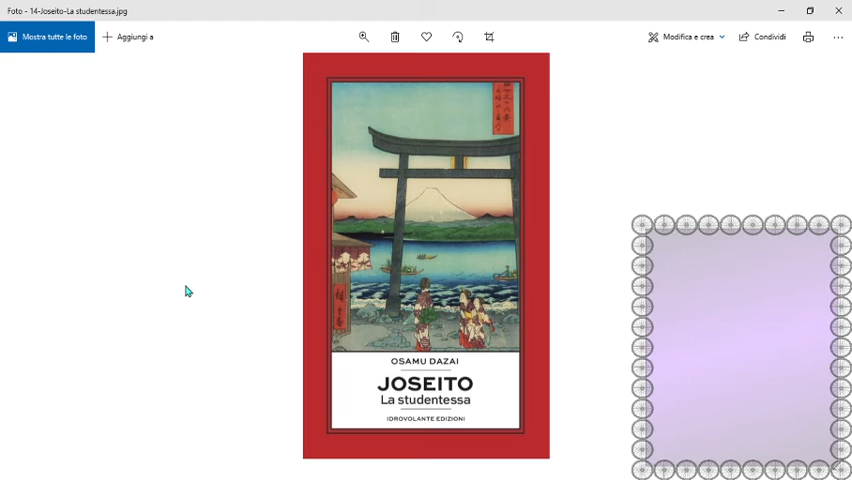 Foto - 14-Joseito-La studentessa.jpg
Mostra tutte le foto
Aggiungi a
Modifica e crea
Condividi
OSAMU DAZAI
JOSEITO
La studentessa
IDROVOLANTE EDIZIONI